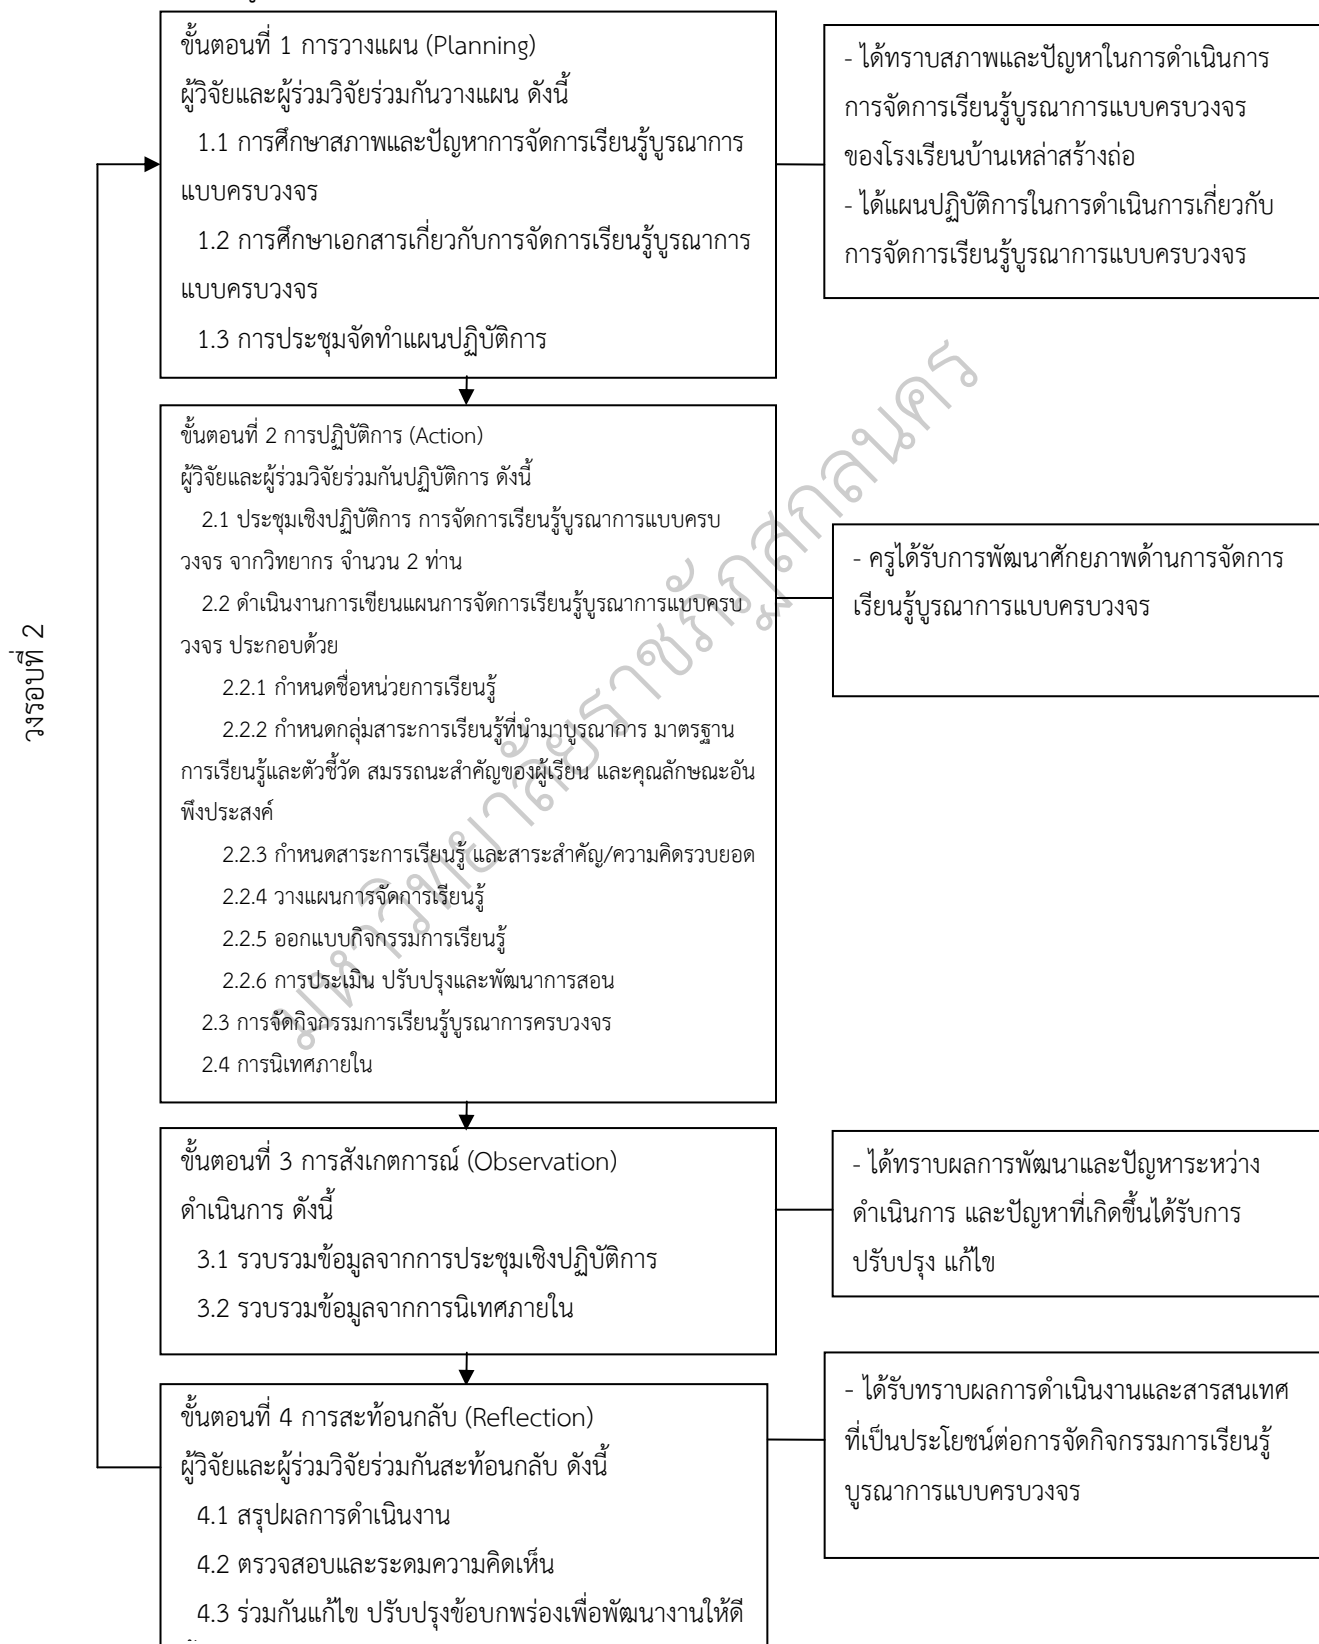 ขั้นตอนที่ 1 การวางแผน (Planning)
ผู้วิจัยและผู้ร่วมวิจัยร่วมกันวางแผน ดังนี้
1.1 การศึกษาสภาพและปัญหาการจัดการเรียนรู้บูรณาการ
แบบครบวงจร
1.2 การศึกษาเอกสารเกี่ยวกับการจัดการเรียนรู้บูรณาการ
แบบครบวงจร
1.3 การประชุมจัดทำแผนปฏิบัติการ
- ได้ทราบสภาพและปัญหาในการดำเนินการ
การจัดการเรียนรู้บูรณาการแบบครบวงจร
ของโรงเรียนบ้านเหล่าสร้างถ่อ
- ได้แผนปฏิบัติการในการดำเนินการเกี่ยวกับ
การจัดการเรียนรู้บูรณาการแบบครบวงจร
ขั้นตอนที่ 2 การปฏิบัติการ (Action)
ผู้วิจัยและผู้ร่วมวิจัยร่วมกันปฏิบัติการ ดังนี้
2.1 ประชุมเชิงปฏิบัติการ การจัดการเรียนรู้บูรณาการแบบครบ
วงจร จากวิทยากร จำนวน 2 ท่าน
2.2 ดำเนินงานการเขียนแผนการจัดการเรียนรู้บูรณาการแบบครบ
วงจร ประกอบด้วย
2.2.1 กำหนดชื่อหน่วยการเรียนรู้
2.2.2 กำหนดกลุ่มสาระการเรียนรู้ที่นำมาบูรณาการ มาตรฐาน
การเรียนรู้และตัวชี้วัด สมรรถนะสำคัญของผู้เรียน และคุณลักษณะอัน
พึงประสงค์
2.2.3 กำหนดสาระการเรียนรู้ และสาระสำคัญ/ความคิดรวบยอด
2.2.4 วางแผนการจัดการเรียนรู้
2.2.5 ออกแบบกิจกรรมการเรียนรู้
2.2.6 การประเมิน ปรับปรุงและพัฒนาการสอน
2.3 การจัดกิจกรรมการเรียนรู้บูรณาการครบวงจร
2.4 การนิเทศภายใน
- ครูได้รับการพัฒนาศักยภาพด้านการจัดการ
เรียนรู้บูรณาการแบบครบวงจร
วงรอบที่ 2
มหาวิทยาลัยราชภัฏสกลนคร
ขั้นตอนที่ 3 การสังเกตการณ์ (Observation)
ดำเนินการ ดังนี้
3.1 รวบรวมข้อมูลจากการประชุมเชิงปฏิบัติการ
3.2 รวบรวมข้อมูลจากการนิเทศภายใน
- ได้ทราบผลการพัฒนาและปัญหาระหว่าง
ดำเนินการ และปัญหาที่เกิดขึ้นได้รับการ
ปรับปรุง แก้ไข
ขั้นตอนที่ 4 การสะท้อนกลับ (Reflection)
ผู้วิจัยและผู้ร่วมวิจัยร่วมกันสะท้อนกลับ ดังนี้
4.1 สรุปผลการดำเนินงาน
4.2 ตรวจสอบและระดมความคิดเห็น
4.3 ร่วมกันแก้ไข ปรับปรุงข้อบกพร่องเพื่อพัฒนางานให้ดี
- ได้รับทราบผลการดำเนินงานและสารสนเทศ
ที่เป็นประโยชน์ต่อการจัดกิจกรรมการเรียนรู้
บูรณาการแบบครบวงจร